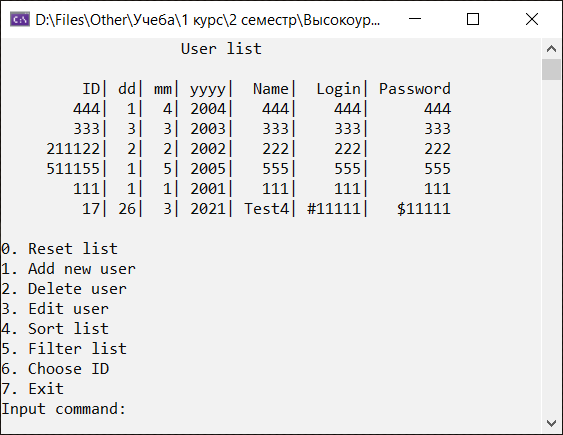 D:\Files\Other\Учеба\1 курс\2 семестр\Высокоур...
User list
ID| dd| mm| yyyy| Name| Login| Password
444| 1| 4| 2004| 444| 444| 444
333| 3| 3| 2003| 333| 333| 333
211122| 2| 2| 2002| 222| 222| 222
511155| 1| 5| 2005| 555| 555| 555
111| 1| 1| 2001| 111| 111| 111
17| 26| 3| 2021| Test4| #11111| $11111
0. Reset list
1. Add new user
2. Delete user
3. Edit user
4. Sort list
5. Filter list
6. Choose ID
7. Exit
Input command: